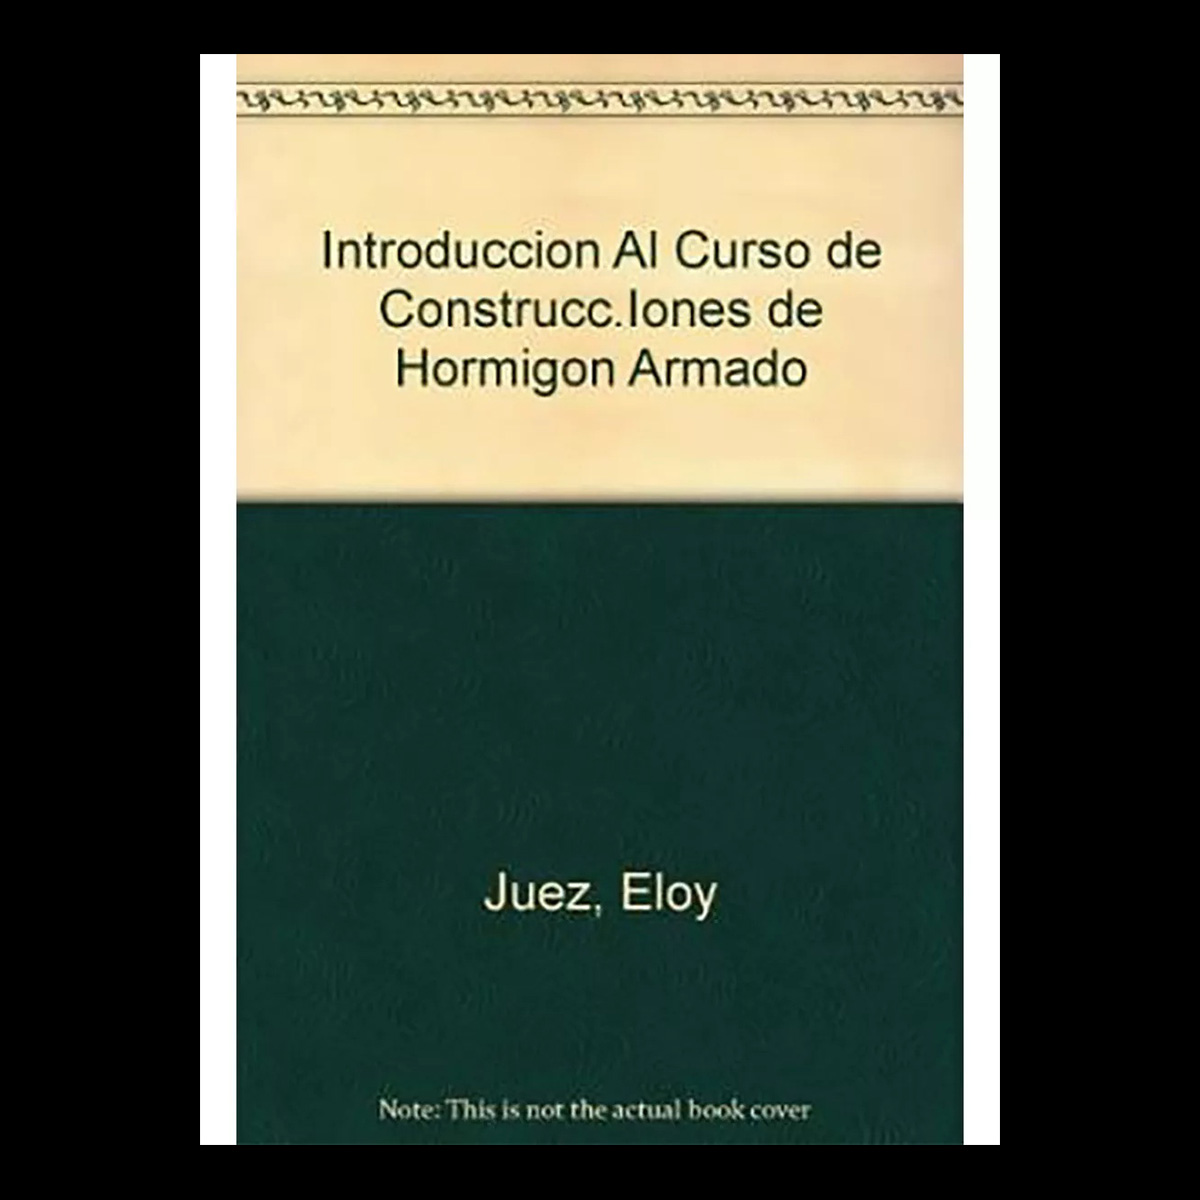 Introduccion Al Curso de
Construcc.Iones de
Hormigon Armado
Juez, Eloy
Note: This is not the actual book cover